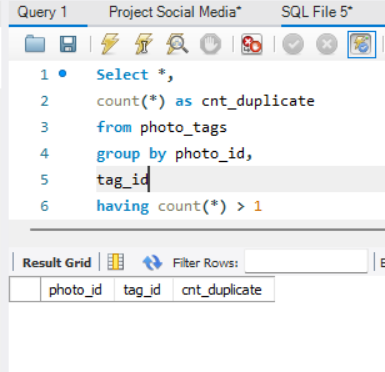 Query 1 Project Social Media* SQL File 5*
1 Select *,
2 count(*) as cnt_duplicate
3 from photo_tags
4 group by photo_id,
5 tag_id
6 having count(*) > 1
Result Grid Filter Rows: E
photo_id tag_id cnt_duplicate